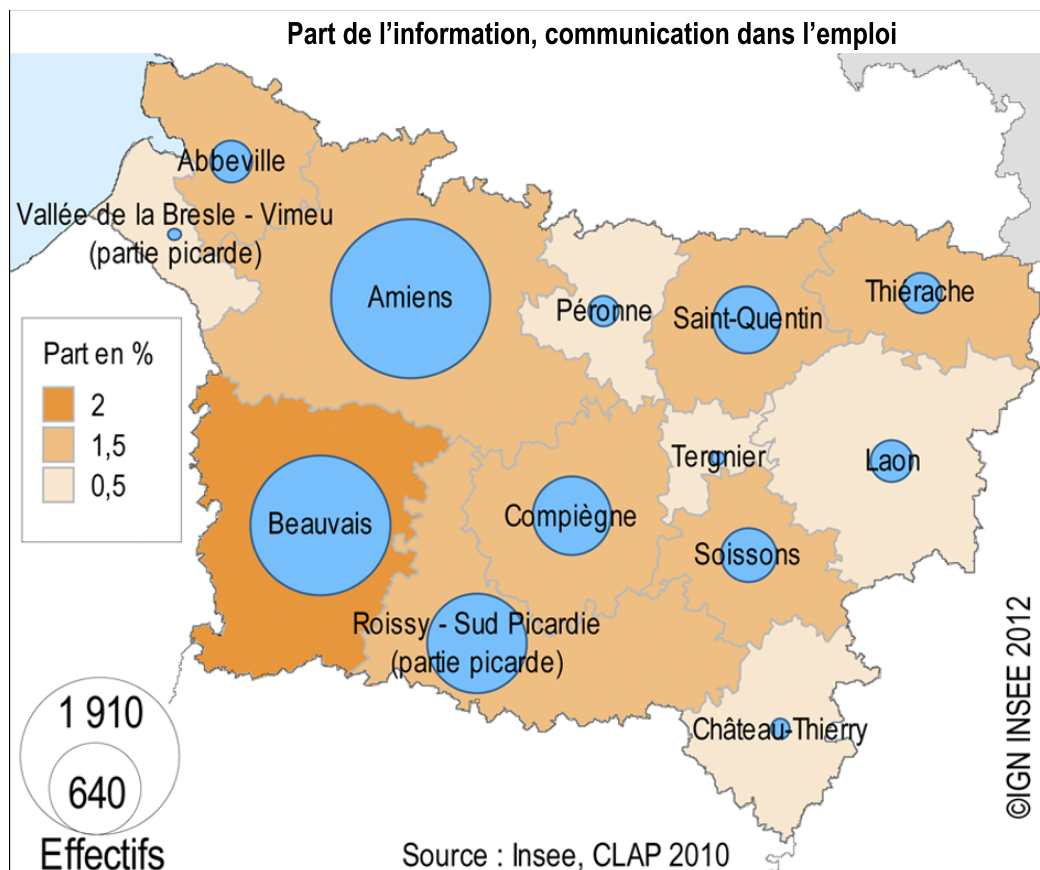 Part de l’information, communication dans l’emploi
Abbeville
Vallée de la Bresle - Vimeu
(partie picarde)
Amiens
Péronne
Saint-Quentin
Thiérache
Part en %
2
1,5
0,5
Tergnier
Laon
Beauvais
Compiègne
Soissons
Roissy - Sud Picardie
(partie picarde)
Château-Thierry
1 910
640
Effectifs
Source : Insee, CLAP 2010
©IGN INSEE 2012